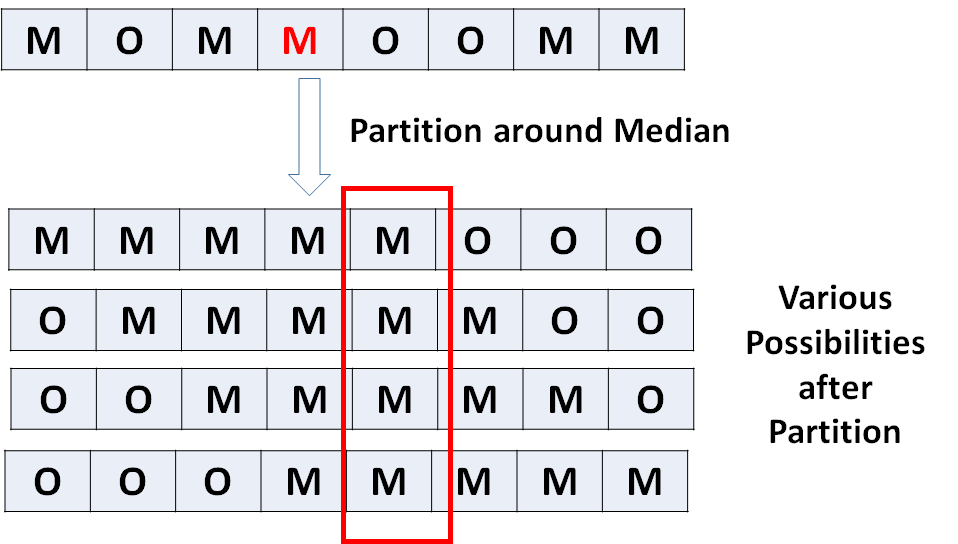 M O M M O O M M
Partition around Median
M M M M M O O O
O M M M M M O O
O O M M M M M O
O O O M M M M M
Various
Possibilities
after
Partition